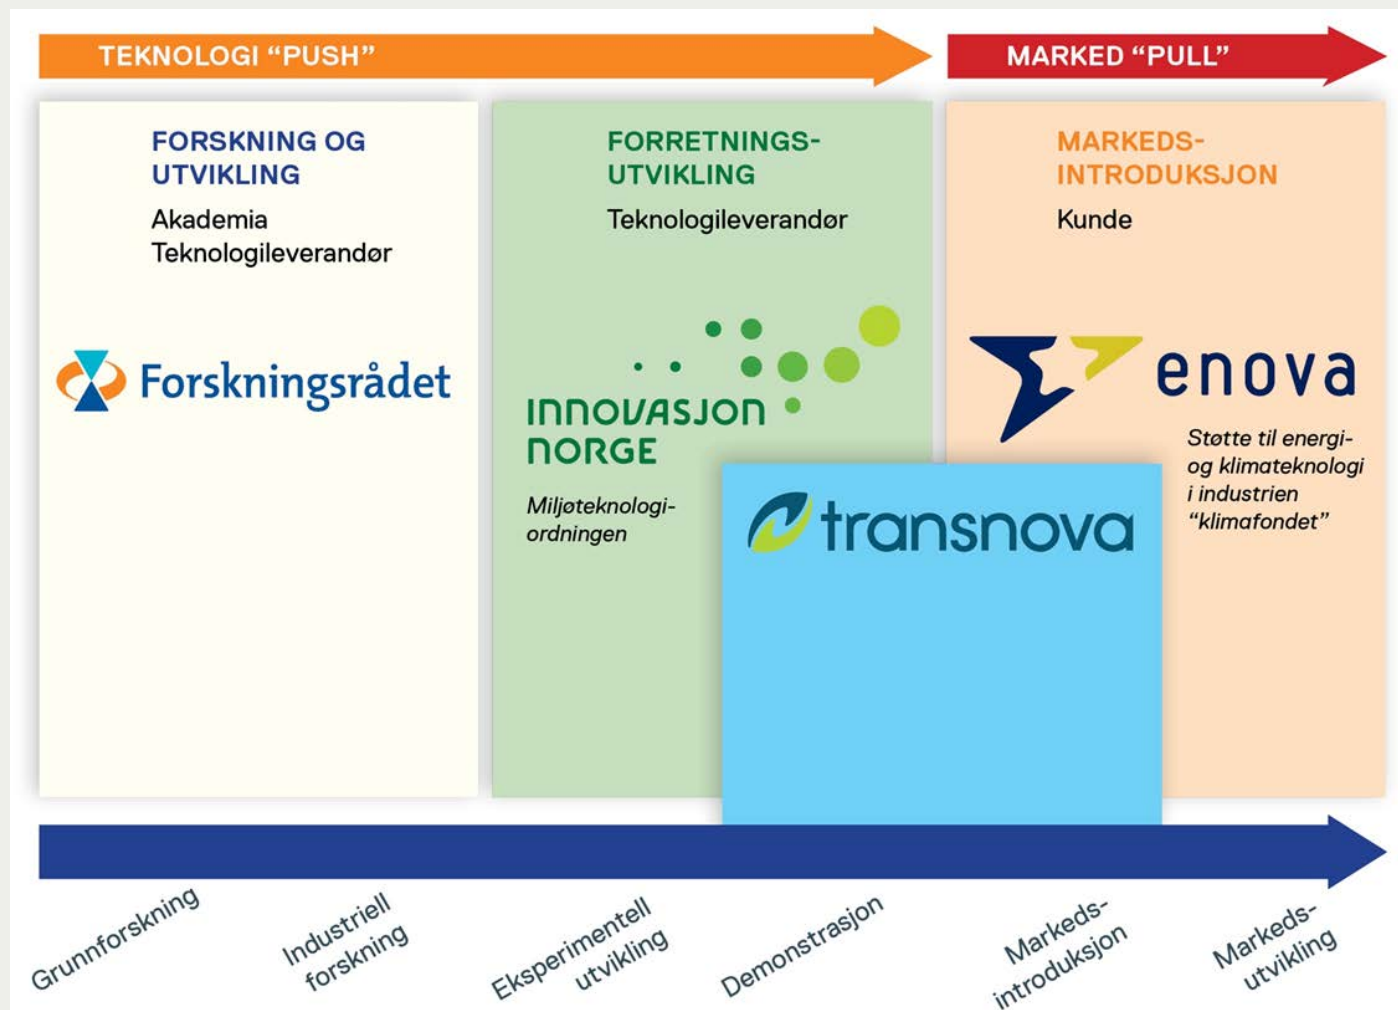 TEKNOLOGI “PUSH”
MARKED “PULL”
FORSKNING OG
UTVIKLING
Akademia
Teknologileverandør
Forskningsrådet
FORRETNINGS-
UTVIKLING
Teknologileverandør
INNOVASJON
NORGE
Miljøteknologi-
ordningen
transnova
MARKEDS-
INTRODUKSJON
Kunde
enova
Støtte til energi-
og klimateknologi
i industrien
“klimafondet”
Grunnforskning
Industriell
forskning
Eksperimentell
utvikling
Demonstrasjon
Markeds-
introduksjon
Markeds-
utvikling